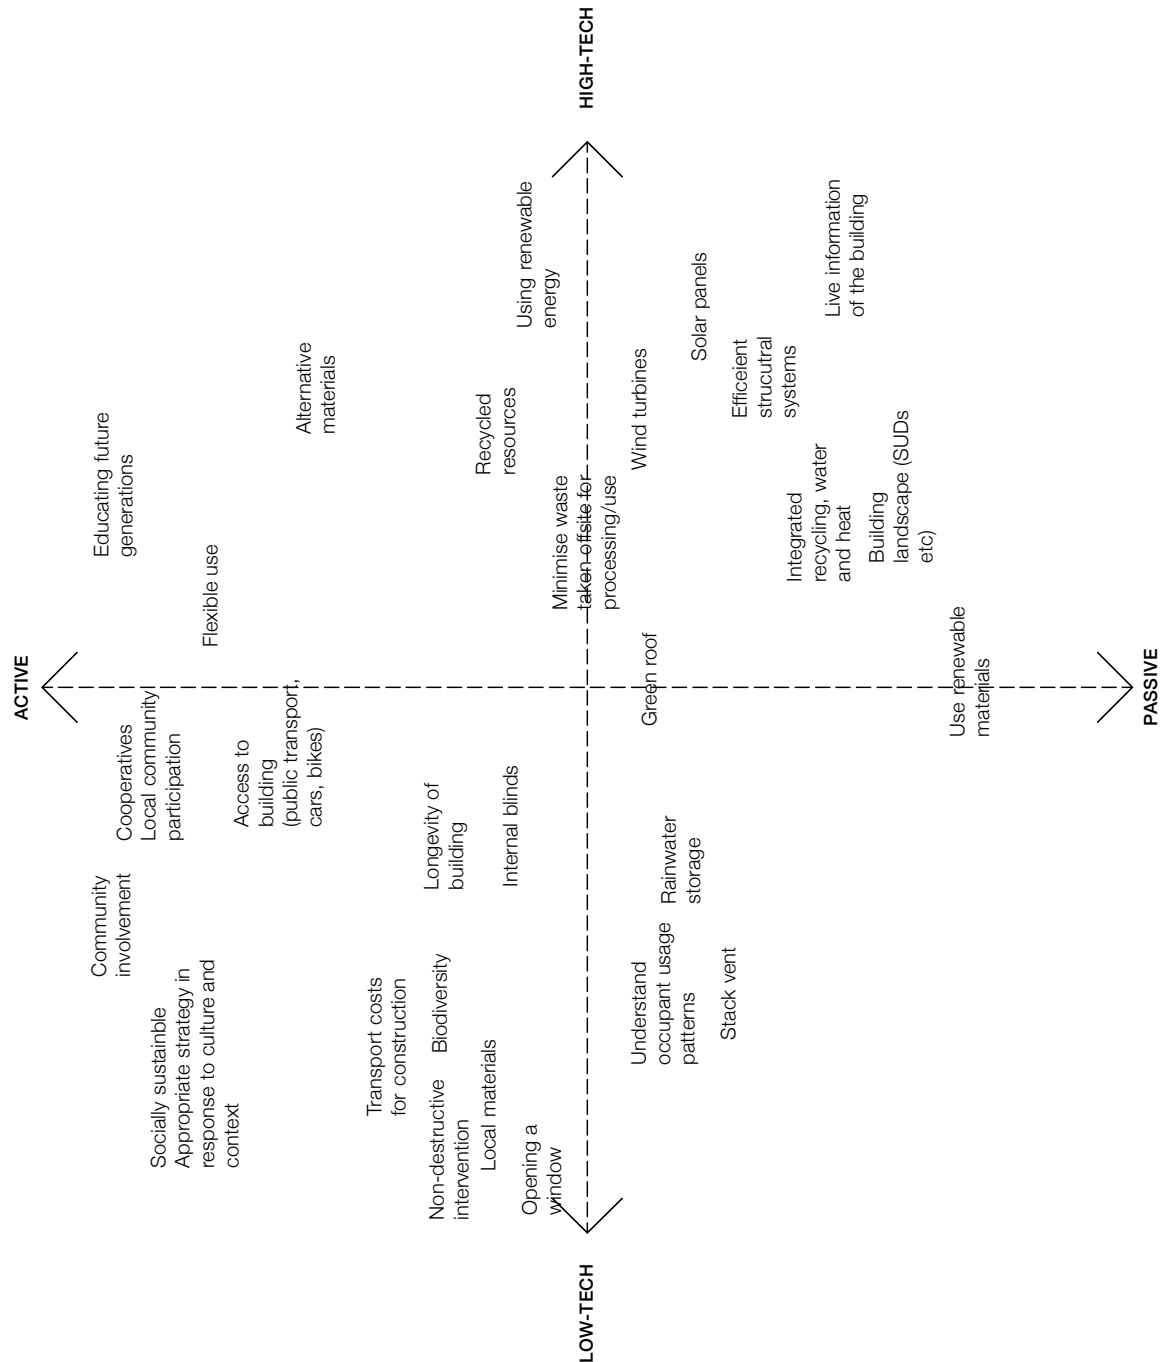 ACTIVE
Educating future
generations
Community
involvement
Cooperatives
Local community
participation
Socially sustainble
Appropriate strategy in
response to culture and
context
Flexible use
Access to
building
(public transport,
cars, bikes)
Alternative
materials
Transport costs
for construction
Longevity of
building
Biodiversity
Non-destructive
intervention
Recycled
resources
Local materials
Internal blinds
Using renewable
energy
Opening a
window
Minimise waste
taken offsite for
processing/use
LOW-TECH
HIGH-TECH
Understand
occupant usage
patterns
Wind turbines
Green roof
Rainwater
storage
Solar panels
Stack vent
Efficeient
strucutral
systems
Integrated
recycling, water
and heat
Live information
of the building
Building
landscape (SUDs
etc)
Use renewable
materials
PASSIVE